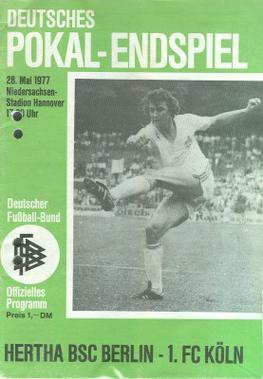 DEUTSCHES
POKAL-ENDSPIEL
28. Mai 1977
Niedersachsen-
Stadion Hannover
Uhr
Deutscher
Fußball-Bund
Offizielles
Programm
Preis 1,- DM
HERTHA BSC BERLIN - 1. FC KÖLN